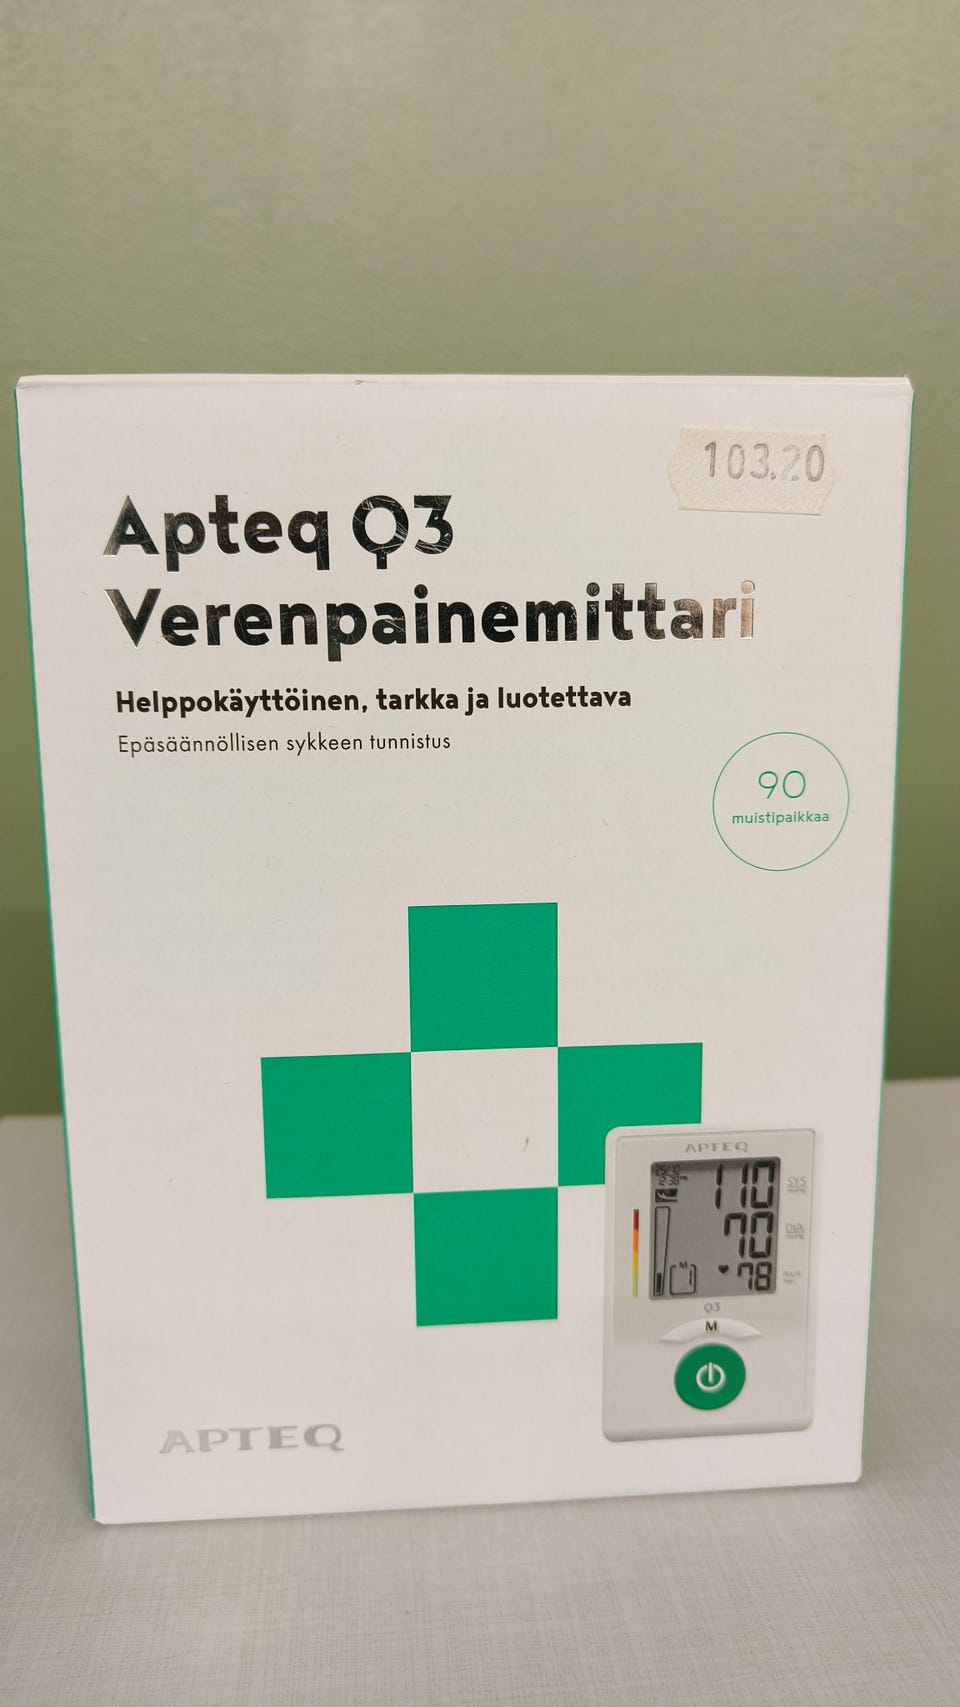 103.20
Apteq Q3
Verenpainemittari
Helppokäyttöinen, tarkka ja luotettava
Epäsäännöllisen sykkeen tunnistus
90
muistipaikkaa
APTEQ
110
SYS
70
DIA
M
78
Q3
M
APTEQ